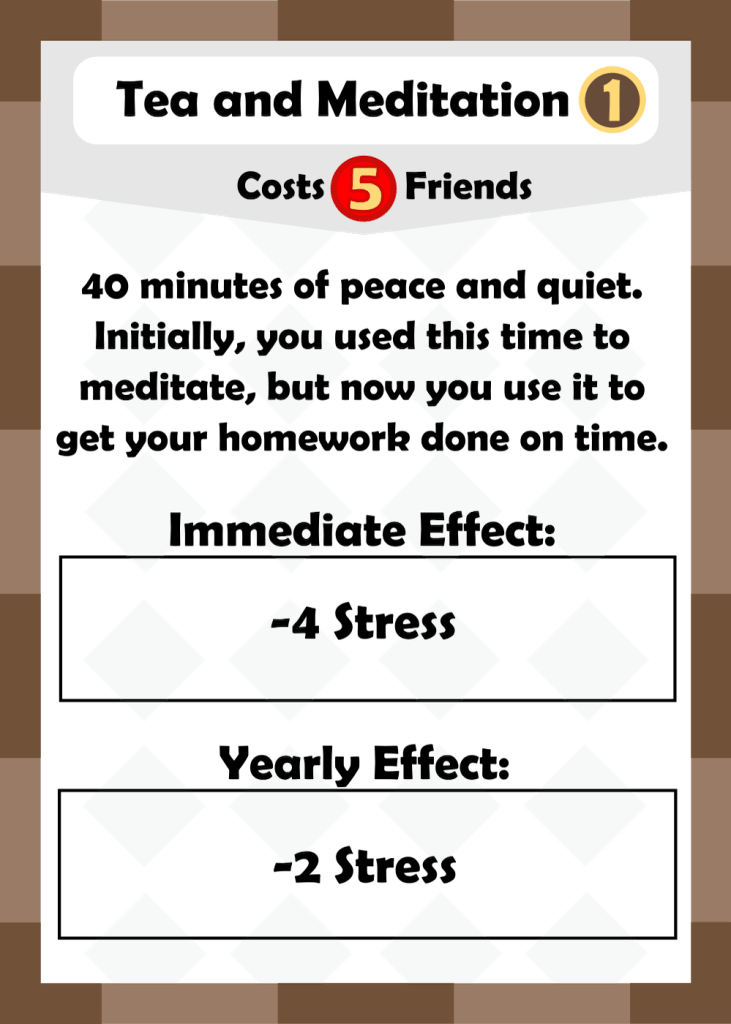 Tea and Meditation 1
Costs 5 Friends
40 minutes of peace and quiet.
Initially, you used this time to
meditate, but now you use it to
get your homework done on time.
Immediate Effect:
-4 Stress
Yearly Effect:
-2 Stress